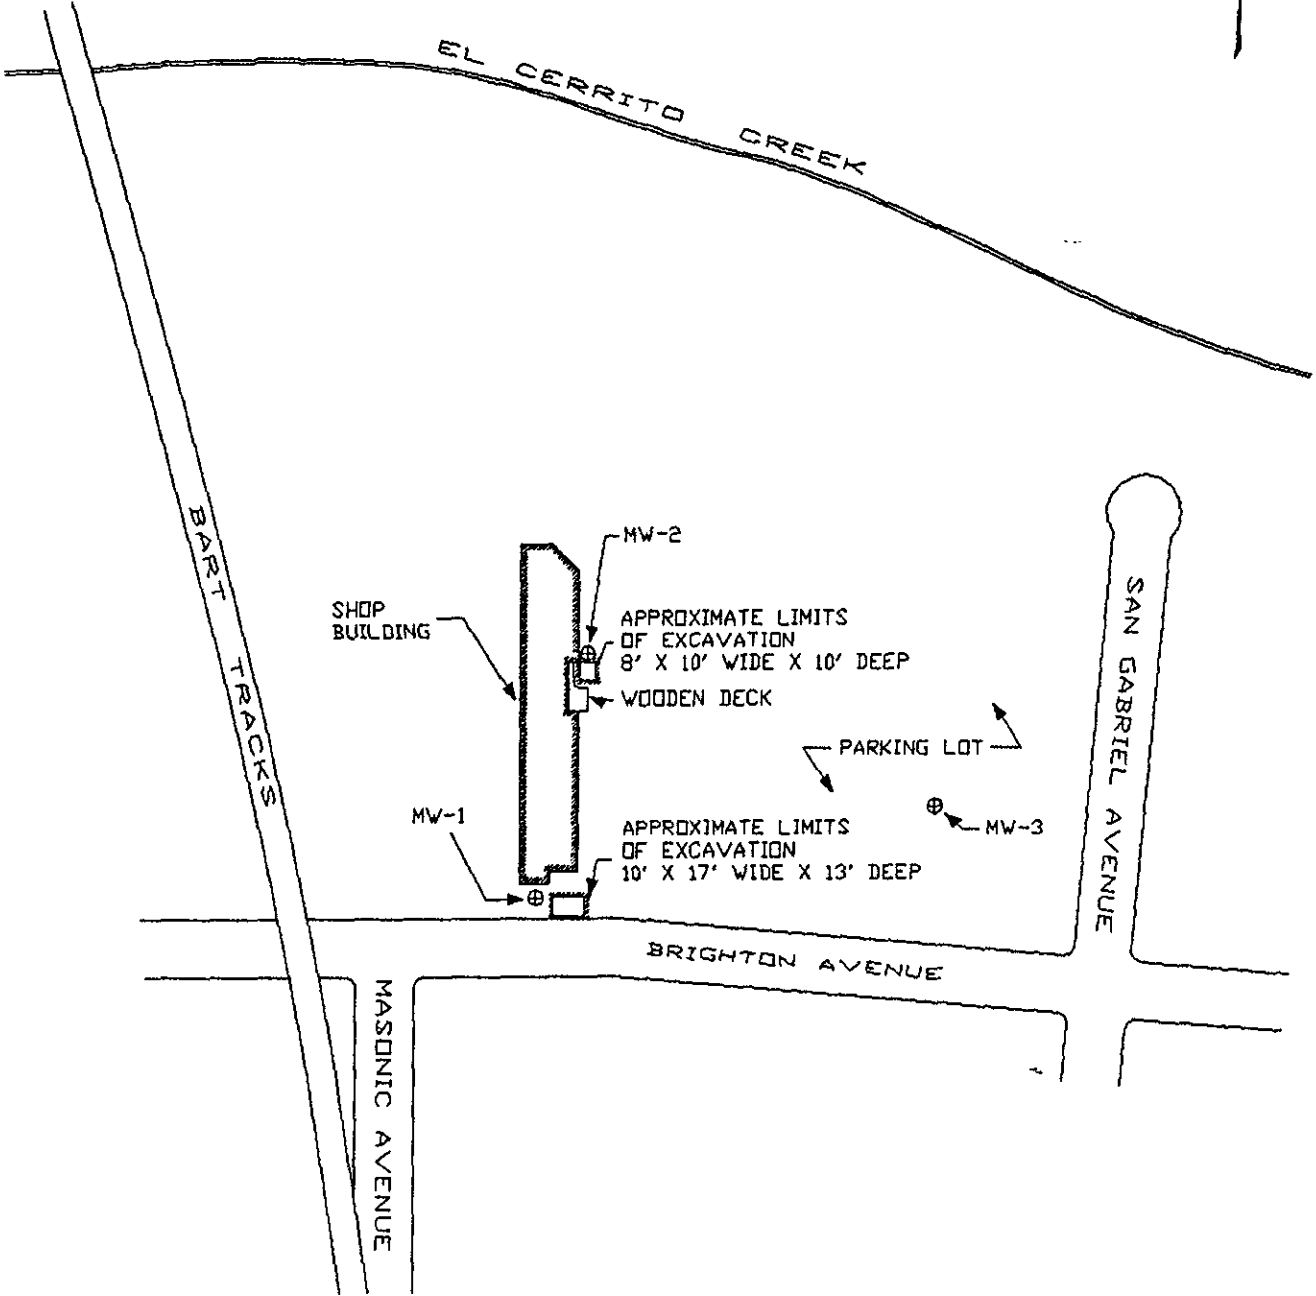 EL CERRITO CREEK
BART TRACKS
MW-2
SHOP
BUILDING
APPROXIMATE LIMITS
OF EXCAVATION
8' X 10' WIDE X 10' DEEP
WOODEN DECK
SAN GABRIEL AVENUE
PARKING LOT
MW-1
MW-3
APPROXIMATE LIMITS
OF EXCAVATION
10' X 17' WIDE X 13' DEEP
BRIGHTON AVENUE
MASONIC AVENUE